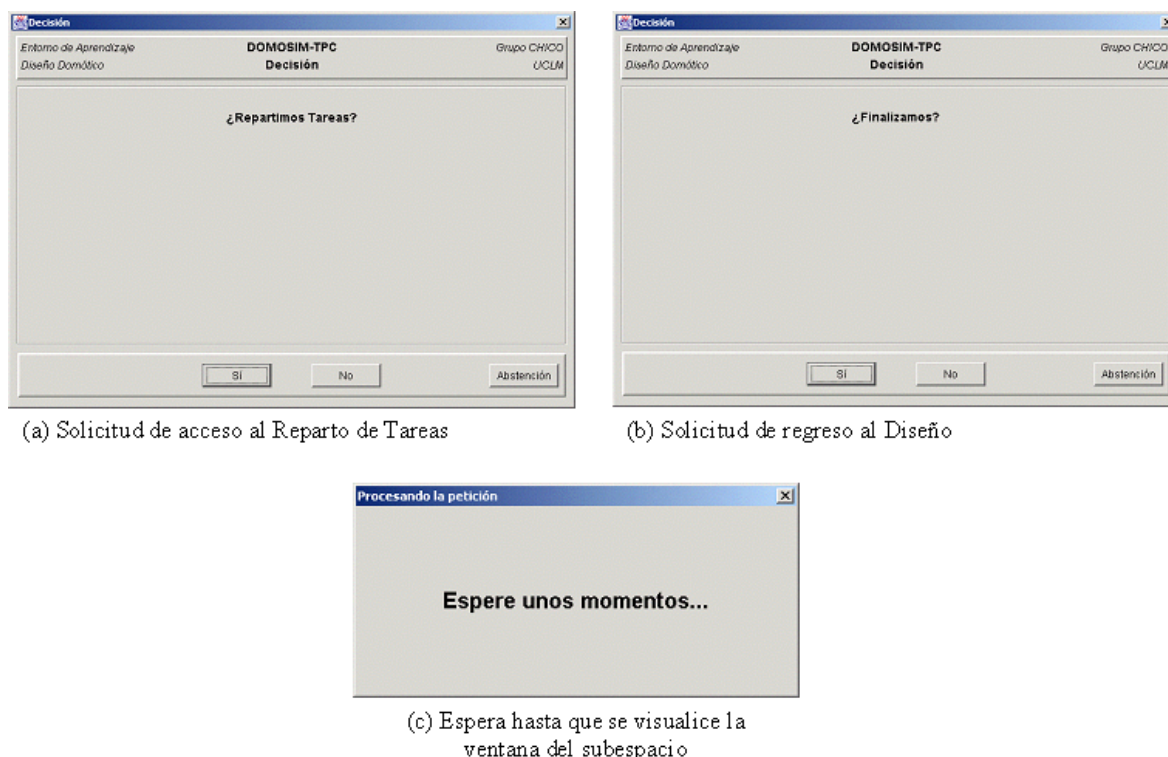 Decisión
Entorno de Aprendizaje DOMOSIM-TPC Grupo CHICO
Diseño Domótico Decisión UCLM
¿Repartimos Tareas?
Sí No Abstención
(a) Solicitud de acceso al Reparto de Tareas
Decisión
Entorno de Aprendizaje DOMOSIM-TPC Grupo CHICO
Diseño Domótico Decisión UCLM
¿Finalizamos?
Sí No Abstención
(b) Solicitud de regreso al Diseño
Procesando la petición
Espere unos momentos...
(c) Espera hasta que se visualice la
ventana del subespacio